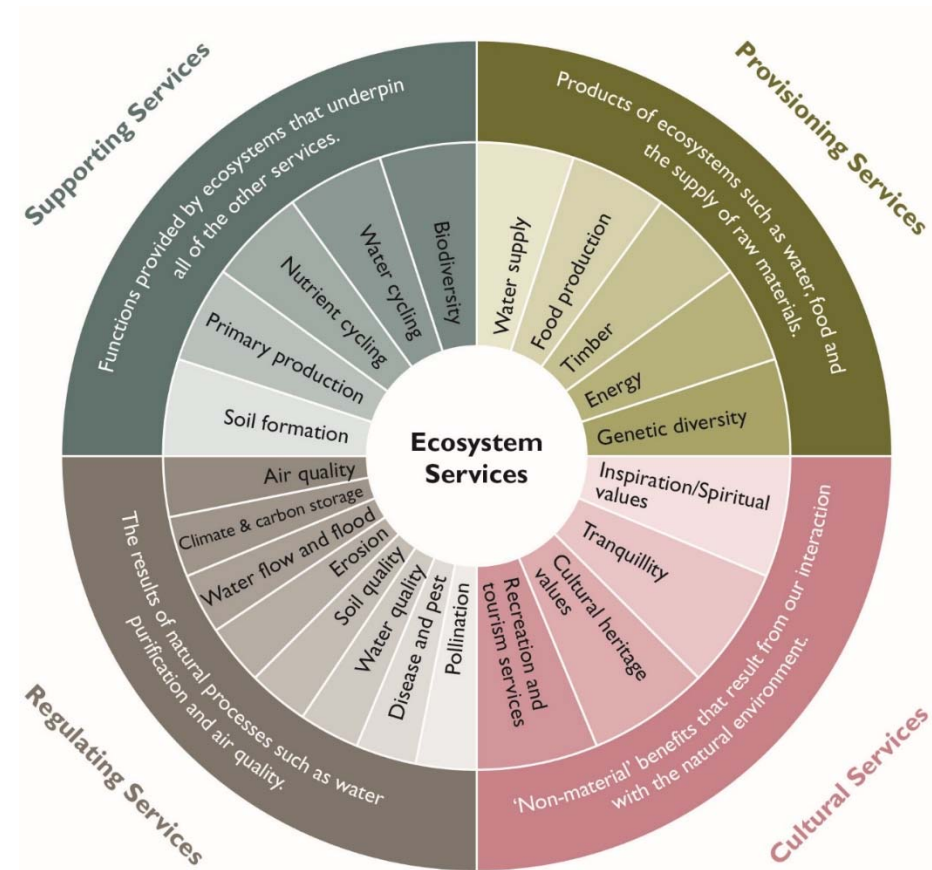 Supporting Services
Functions provided by ecosystems that underpin
all of the other services.
Soil formation
Primary production
Nutrient cycling
Water cycling
Biodiversity
Provisioning Services
Products of ecosystems such as water, food and
the supply of raw materials.
Water supply
Food production
Timber
Energy
Genetic diversity
Ecosystem
Services
Regulating Services
The results of natural processes such as water
purification and air quality.
Air quality
Climate & carbon storage
Water flow and flood
Erosion
Soil quality
Water quality
Disease and pest
Pollination
Cultural Services
‘Non-material’ benefits that result from our interaction
with the natural environment.
Inspiration/Spiritual
values
Tranquillity
Cultural heritage
values
Recreation and
tourism services